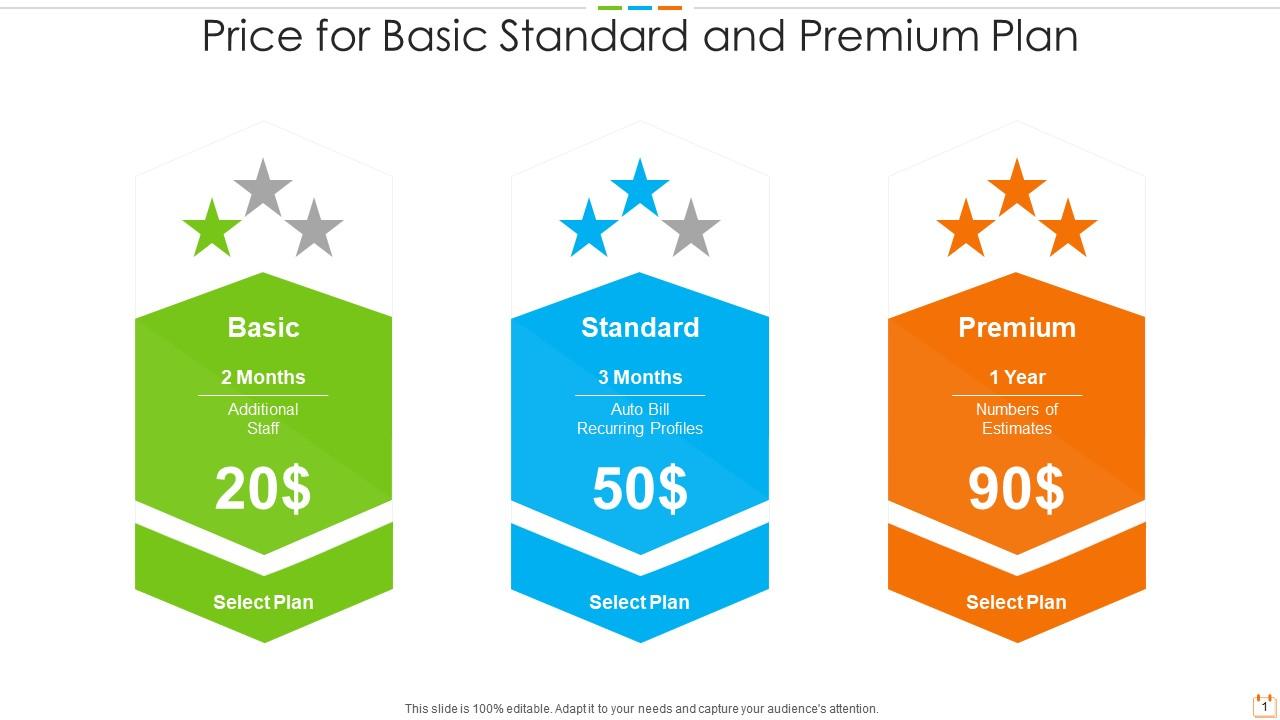 Price for Basic Standard and Premium Plan
Basic
2 Months
Additional
Staff
20$
Select Plan
Standard
3 Months
Auto Bill
Recurring Profiles
50$
Select Plan
Premium
1 Year
Numbers of
Estimates
90$
Select Plan
This slide is 100% editable. Adapt it to your needs and capture your audience's attention.
1